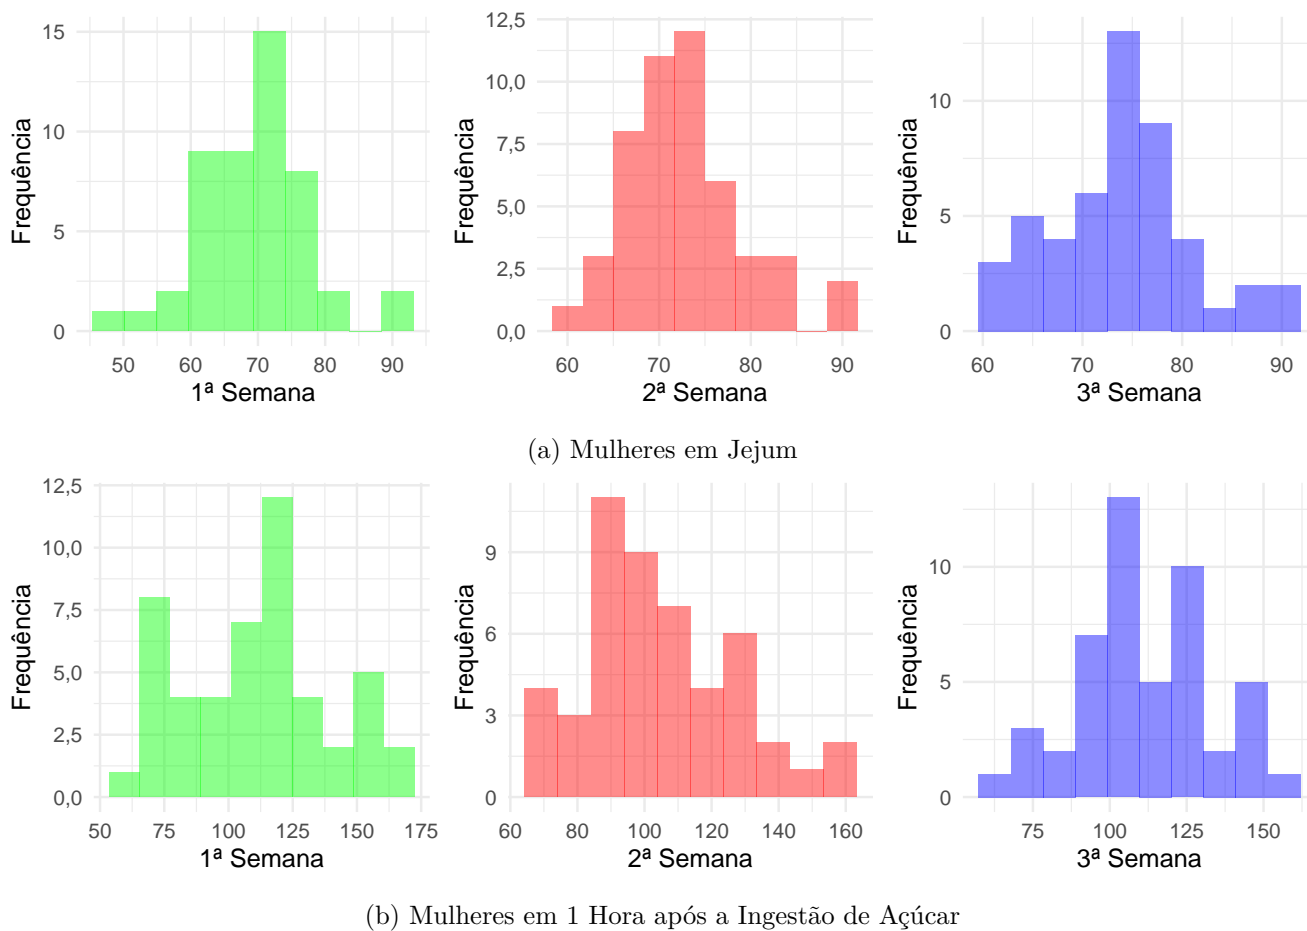 Frequência
15
10
5
0
50 60 70 80 90
1ª Semana
Frequência
12,5
10,0
7,5
5,0
2,5
0,0
60 70 80 90
2ª Semana
Frequência
10
5
0
60 70 80 90
3ª Semana
(a) Mulheres em Jejum
Frequência
12,5
10,0
7,5
5,0
2,5
0,0
50 75 100 125 150 175
1ª Semana
Frequência
9
6
3
0
60 80 100 120 140 160
2ª Semana
Frequência
10
5
0
75 100 125 150
3ª Semana
(b) Mulheres em 1 Hora após a Ingestão de Açúcar